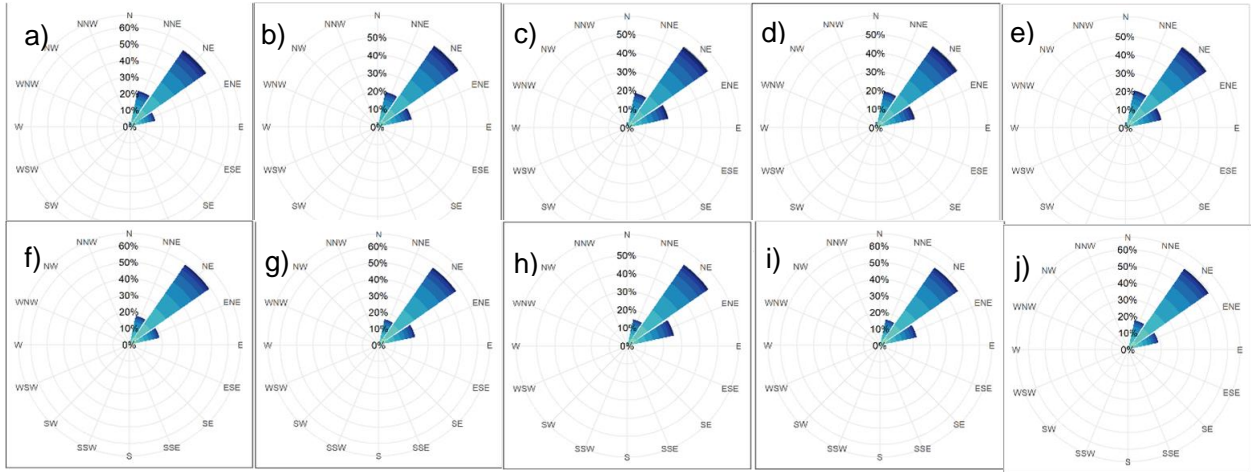 a)
N
NNW
NNE
60%
NW
50%
NE
40%
WNW
30%
ENE
20%
10%
W
0%
E
WSW
ESE
SW
SE
b)
N
NNW
NNE
50%
NW
NE
40%
WNW
30%
ENE
20%
10%
W
0%
E
WSW
ESE
SW
SE
c)
N
NNW
NNE
50%
NW
NE
40%
WNW
30%
ENE
20%
10%
W
0%
E
WSW
ESE
SW
SE
d)
N
NNW
NNE
50%
NW
NE
40%
WNW
30%
ENE
20%
10%
W
0%
E
WSW
ESE
SW
SE
e)
N
NNW
NNE
50%
NW
NE
40%
WNW
30%
ENE
20%
10%
W
0%
E
WSW
ESE
SW
SE
f)
N
NNW
NNE
60%
NW
50%
NE
40%
WNW
30%
ENE
20%
10%
W
0%
E
WSW
ESE
SW
SE
SSW
SSE
S
g)
N
NNW
NNE
60%
NW
50%
NE
40%
WNW
30%
ENE
20%
10%
W
0%
E
WSW
ESE
SW
SE
SSW
SSE
S
h)
N
NNW
NNE
50%
NW
NE
40%
WNW
30%
ENE
20%
10%
W
0%
E
WSW
ESE
SW
SE
SSW
SSE
S
i)
N
NNW
NNE
60%
NW
50%
NE
40%
WNW
30%
ENE
20%
10%
W
0%
E
WSW
ESE
SW
SE
SSW
SSE
S
j)
N
NNW
NNE
60%
NW
50%
NE
40%
WNW
30%
ENE
20%
10%
W
0%
E
WSW
ESE
SW
SE
SSW
SSE
S